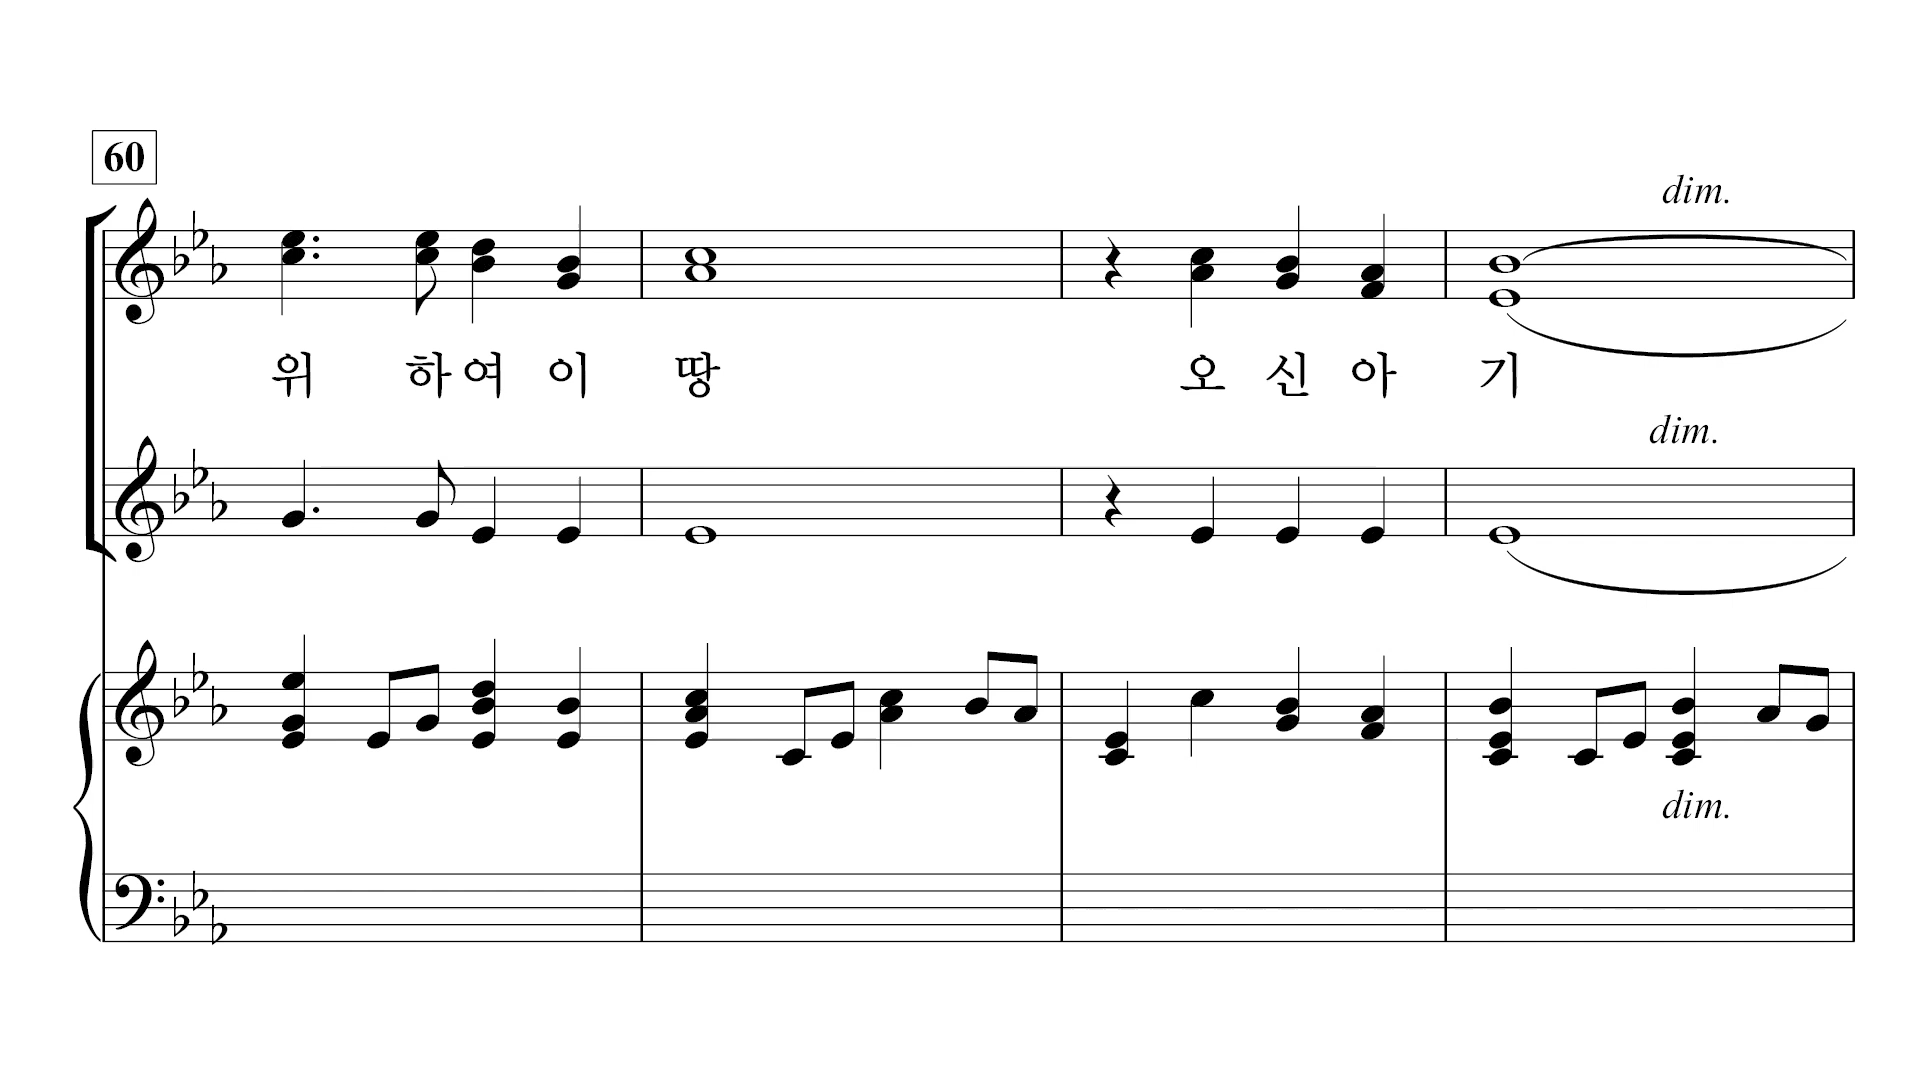 60
dim.
위 하여 이 땅 오 신 아 기
dim.
dim.